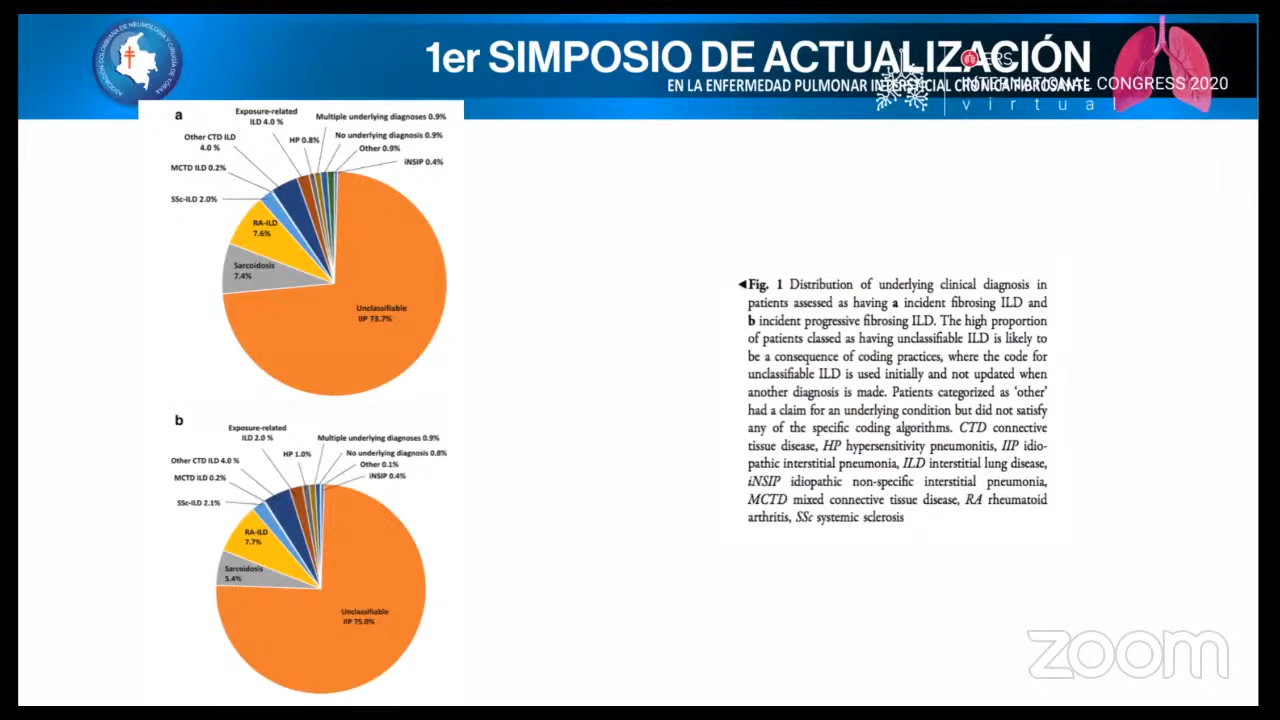 ASOCIACIÓN COLOMBIANA DE NEUMOLOGÍA Y CIRUGÍA DE TÓRAX
1er SIMPOSIO DE ACTUALIZACIÓN
EN LA ENFERMEDAD PULMONAR INTERSTICIAL CRÓNICA FIBROSANTE
ERS
INTERNATIONAL CONGRESS 2020
virtual
a
Exposure-related
ILD 4.0 %
Multiple underlying diagnoses 0.9%
Other CTD ILD
4.0 %
HP 0.8%
No underlying diagnosis 0.9%
Other 0.9%
iNSIP 0.4%
MCTD ILD 0.2%
SSc-ILD 2.0%
RA-ILD
7.6%
Sarcoidosis
7.4%
Unclassifiable
IIP 73.7%
b
Exposure-related
ILD 2.0 %
Multiple underlying diagnoses 0.9%
Other CTD ILD 4.0 %
HP 1.0%
No underlying diagnosis 0.8%
Other 0.1%
iNSIP 0.4%
MCTD ILD 0.2%
SSc-ILD 2.1%
RA-ILD
7.7%
Sarcoidosis
5.4%
Unclassifiable
IIP 75.0%
◄Fig. 1 Distribution of underlying clinical diagnosis in
patients assessed as having a incident fibrosing ILD and
b incident progressive fibrosing ILD. The high proportion
of patients classed as having unclassifiable ILD is likely to
be a consequence of coding practices, where the code for
unclassifiable ILD is used initially and not updated when
another diagnosis is made. Patients categorized as 'other'
had a claim for an underlying condition but did not satisfy
any of the specific coding algorithms. CTD connective
tissue disease, HP hypersensitivity pneumonitis, IIP idio-
pathic interstitial pneumonia, ILD interstitial lung disease,
iNSIP idiopathic non-specific interstitial pneumonia,
MCTD mixed connective tissue disease, RA rheumatoid
arthritis, SSc systemic sclerosis
zoom